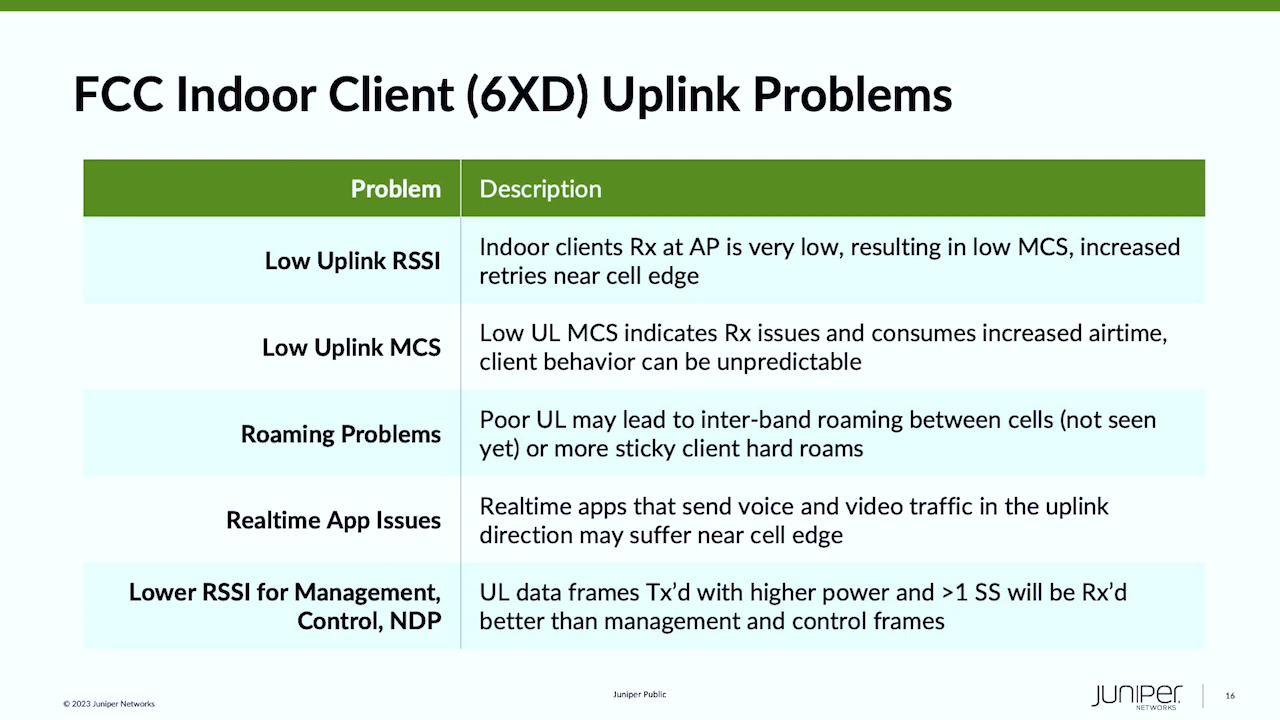 FCC Indoor Client (6XD) Uplink Problems
Problem
Description
Low Uplink RSSI
Indoor clients Rx at AP is very low, resulting in low MCS, increased
retries near cell edge
Low Uplink MCS
Low UL MCS indicates Rx issues and consumes increased airtime,
client behavior can be unpredictable
Roaming Problems
Poor UL may lead to inter-band roaming between cells (not seen
yet) or more sticky client hard roams
Realtime App Issues
Realtime apps that send voice and video traffic in the uplink
direction may suffer near cell edge
Lower RSSI for Management,
Control, NDP
UL data frames Tx’d with higher power and >1 SS will be Rx’d
better than management and control frames
© 2023 Juniper Networks
Juniper Public
JUNIPER
NETWORKS
16